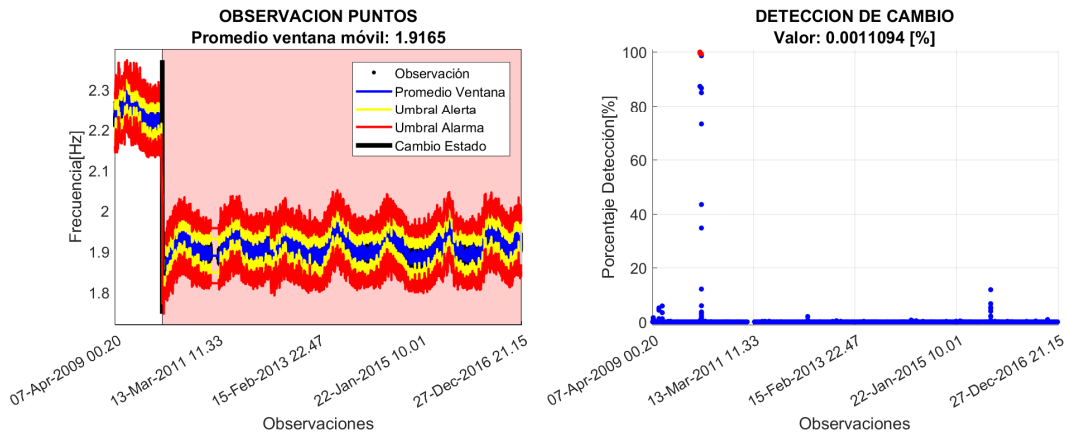 OBSERVACION PUNTOS
Promedio ventana móvil: 1.9165
Frecuencia[Hz]
2.3
2.2
2.1
2
1.9
1.8
Observación
Promedio Ventana
Umbral Alerta
Umbral Alarma
Cambio Estado
07-Apr-2009 00.20
13-Mar-2011 11.33
15-Feb-2013 22.47
22-Jan-2015 10.01
27-Dec-2016 21.15
Observaciones
DETECCION DE CAMBIO
Valor: 0.0011094 [%]
Porcentaje Detección[%]
100
80
60
40
20
0
07-Apr-2009 00.20
13-Mar-2011 11.33
15-Feb-2013 22.47
22-Jan-2015 10.01
27-Dec-2016 21.15
Observaciones